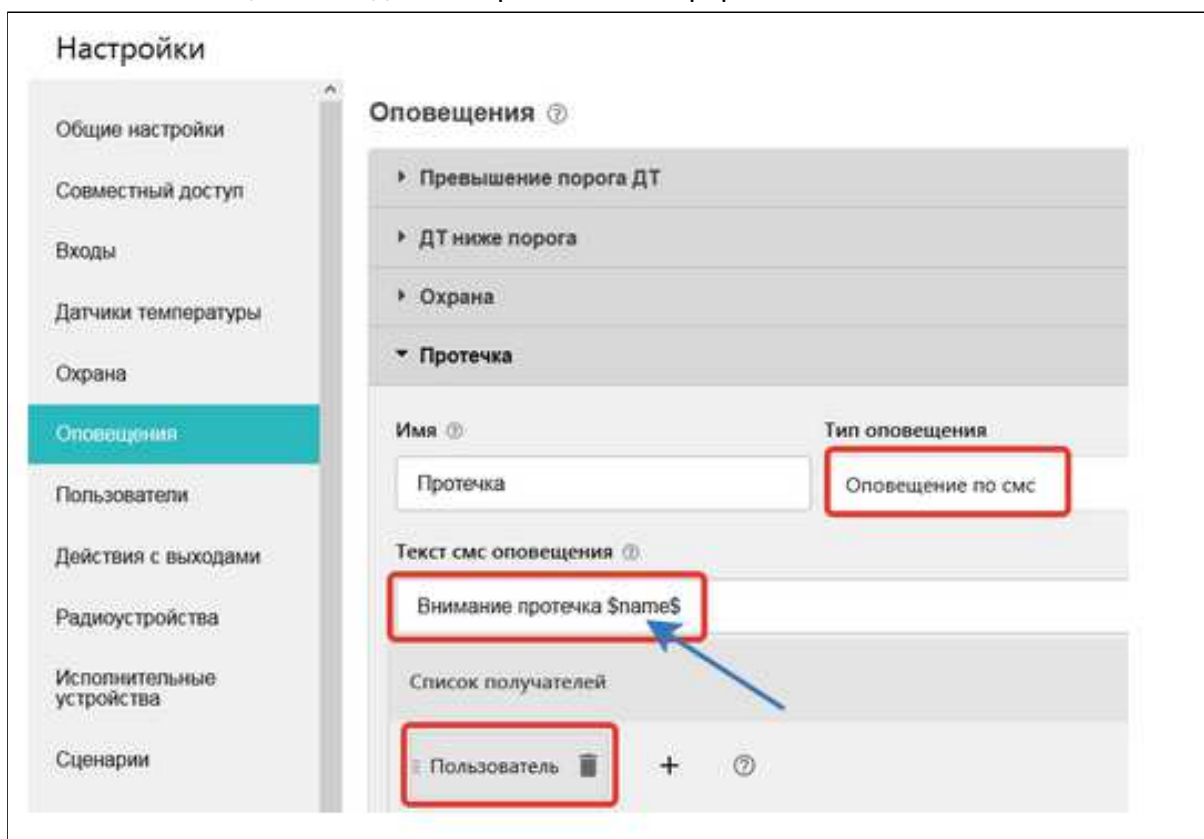 Настройки
Общие настройки
Совместный доступ
Входы
Датчики температуры
Охрана
Оповещения
Пользователи
Действия с выходами
Радиоустройства
Исполнительные
устройства
Сценарии
Оповещения
Превышение порога ДТ
ДТ ниже порога
Охрана
Протечка
Имя
Тип оповещения
Протечка
Оповещение по смс
Текст смс оповещения
Внимание протечка $name$
Список получателей
Пользователь